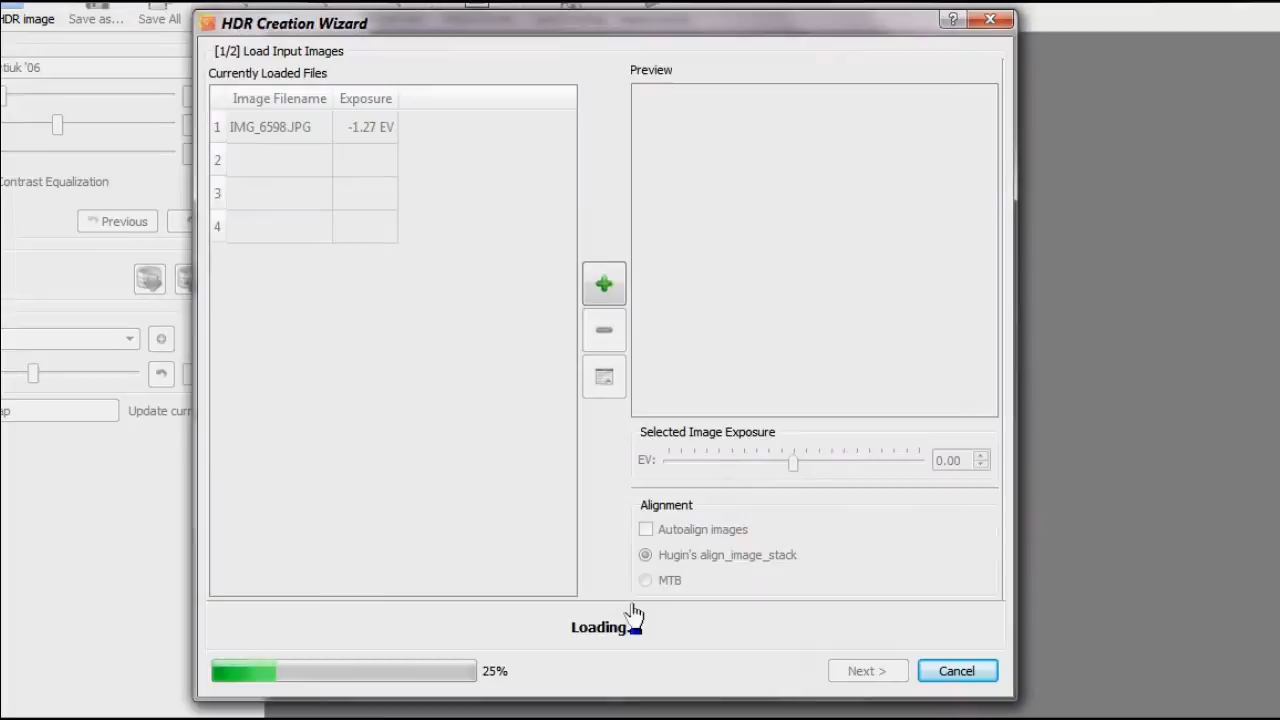 HDR image Save as... Save All
HDR Creation Wizard
?
[1/2] Load Input Images
tiuk '06
Currently Loaded Files
Preview
Image Filename Exposure
1 IMG_6598.JPG -1.27 EV
2
3
4
Contrast Equalization
Previous
Update curr
ap
Selected Image Exposure
EV: 0.00
Alignment
Autoalign images
Hugin's align_image_stack
MTB
Loading.
25%
Next >
Cancel